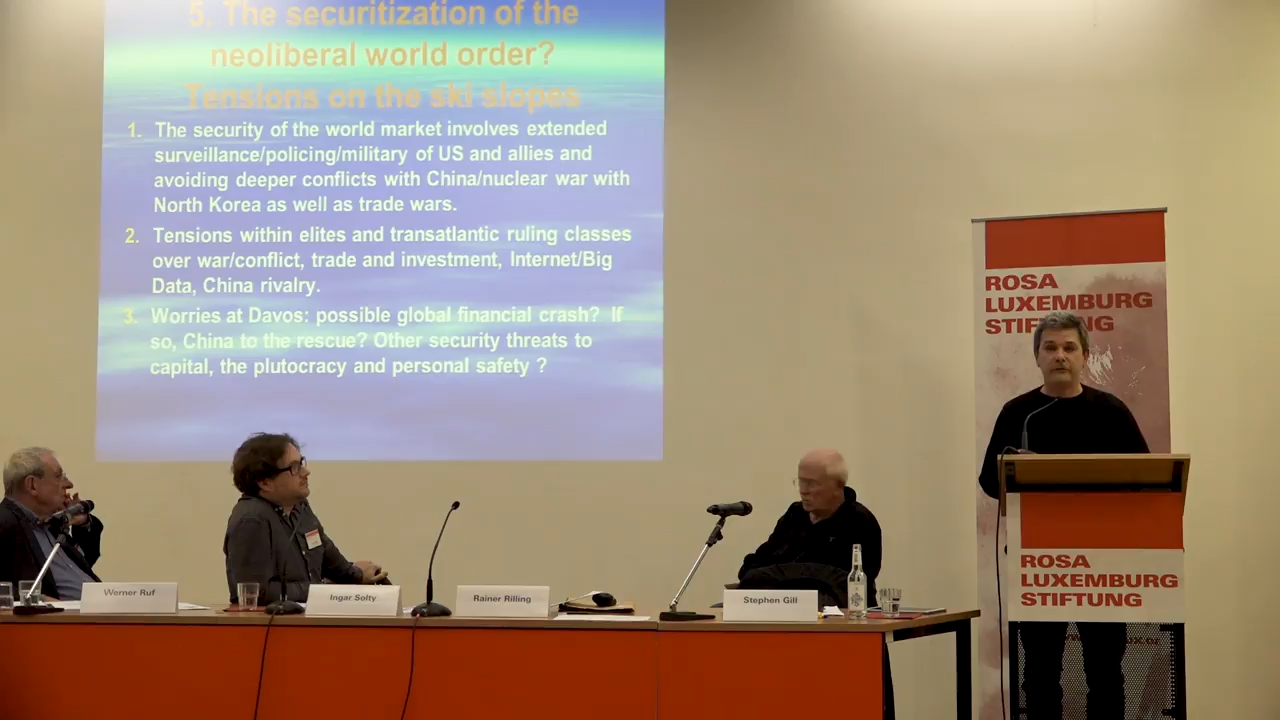 5. The securitization of the
neoliberal world order?
Tensions on the ski slopes
1. The security of the world market involves extended
surveillance/policing/military of US and allies and
avoiding deeper conflicts with China/nuclear war with
North Korea as well as trade wars.
2. Tensions within elites and transatlantic ruling classes
over war/conflict, trade and investment, Internet/Big
Data, China rivalry.
3. Worries at Davos: possible global financial crash? If
so, China to the rescue? Other security threats to
capital, the plutocracy and personal safety ?
ROSA
LUXEMBURG
STIFTUNG
Werner Ruf
Ingar Solty
Rainer Rilling
Stephen Gill
ROSA
LUXEMBURG
STIFTUNG